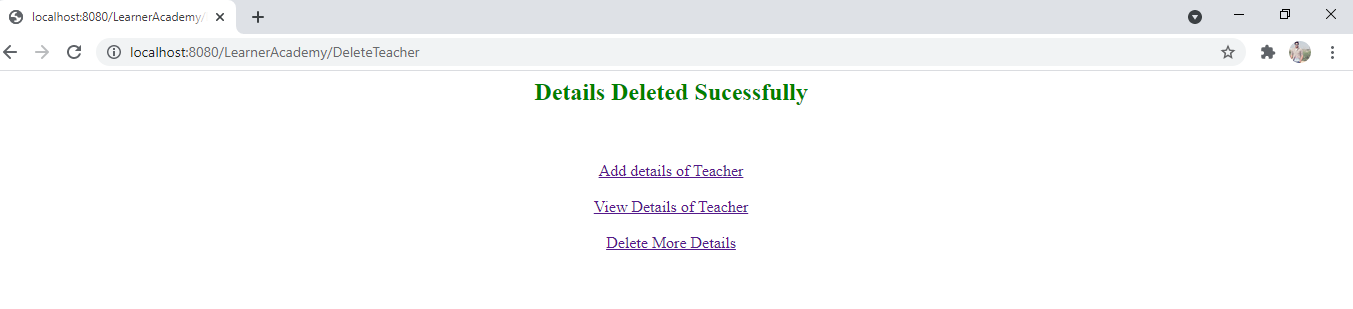 localhost:8080/LearnerAcademy/
localhost:8080/LearnerAcademy/DeleteTeacher
Details Deleted Sucessfully
Add details of Teacher
View Details of Teacher
Delete More Details